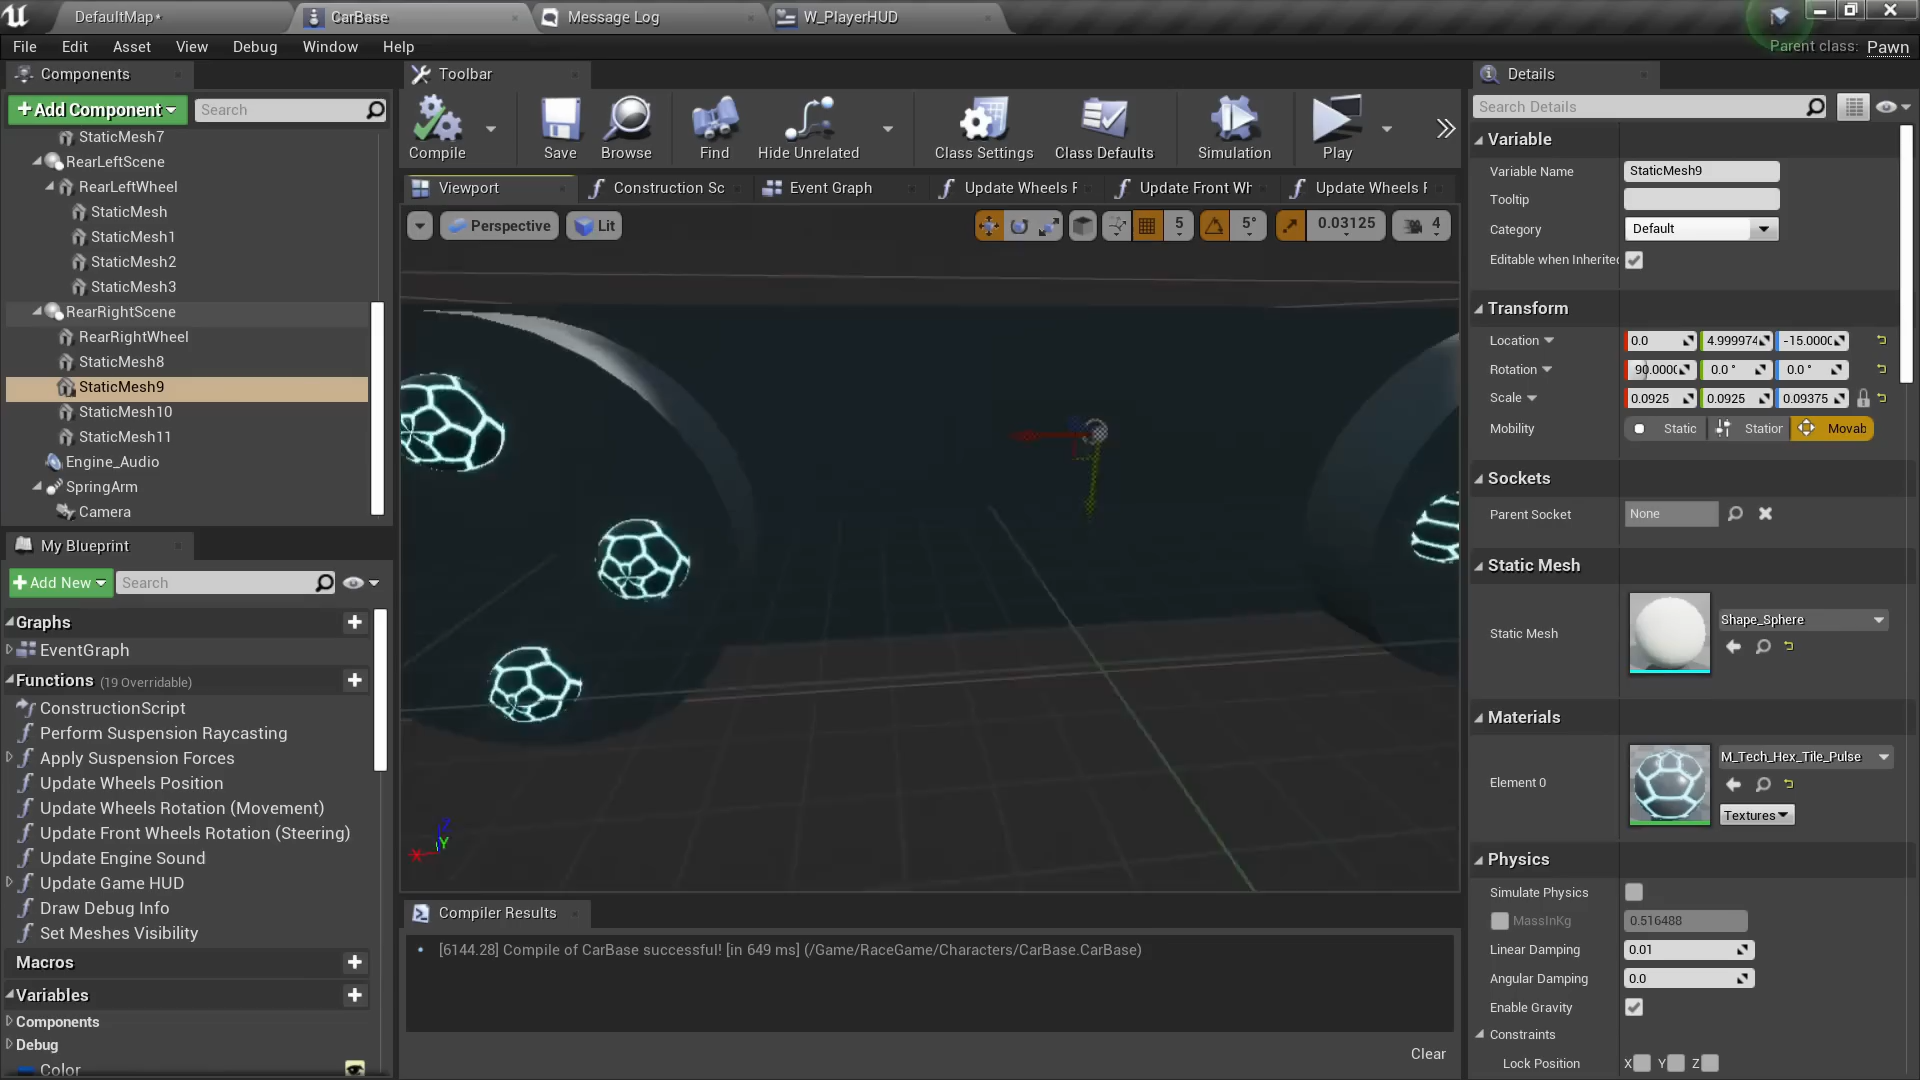 DefaultMap*
CarBase
Message Log
W_PlayerHUD
Parent class: Pawn
File Edit Asset View Debug Window Help
Components
+Add Component
Search
StaticMesh7
RearLeftScene
RearLeftWheel
StaticMesh
StaticMesh1
StaticMesh2
StaticMesh3
RearRightScene
RearRightWheel
StaticMesh8
StaticMesh9
StaticMesh10
StaticMesh11
Engine_Audio
SpringArm
Camera
My Blueprint
+Add New
Search
Graphs
EventGraph
Functions (19 Overridable)
ConstructionScript
Perform Suspension Raycasting
Apply Suspension Forces
Update Wheels Position
Update Wheels Rotation (Movement)
Update Front Wheels Rotation (Steering)
Update Engine Sound
Update Game HUD
Draw Debug Info
Set Meshes Visibility
Macros
Variables
Components
Debug
Color
Toolbar
Compile
Save
Browse
Find
Hide Unrelated
Class Settings
Class Defaults
Simulation
Play
Viewport
Construction Sc
Event Graph
Update Wheels F
Update Front Wh
Update Wheels F
Perspective
Lit
5
5°
0.03125
4
Z
Y
X
Compiler Results
[6144.28] Compile of CarBase successful! [in 649 ms] (/Game/RaceGame/Characters/CarBase.CarBase)
Clear
Details
Search Details
Variable
Variable Name StaticMesh9
Tooltip
Category Default
Editable when Inherited
Transform
Location 0.0 4.999974 -15.0000
Rotation 90.0000 0.0 ° 0.0 °
Scale 0.0925 0.0925 0.09375
Mobility Static Station Movab
Sockets
Parent Socket None
Static Mesh
Static Mesh Shape_Sphere
Materials
Element 0 M_Tech_Hex_Tile_Pulse
Textures
Physics
Simulate Physics
MassInKg 0.516488
Linear Damping 0.01
Angular Damping 0.0
Enable Gravity
Constraints
Lock Position X Y Z